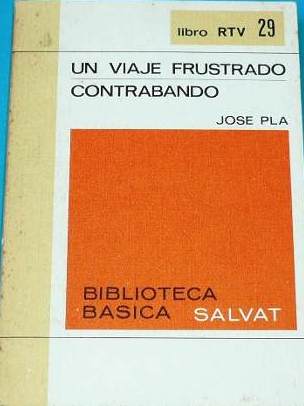 libro RTV 29
UN VIAJE FRUSTRADO
CONTRABANDO
JOSE PLA
BIBLIOTECA
BASICA SALVAT